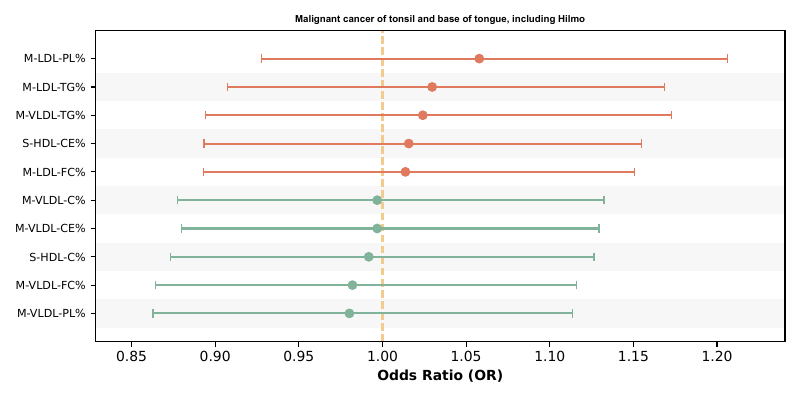 Malignant cancer of tonsil and base of tongue, including Hilmo
M-LDL-PL%
M-LDL-TG%
M-VLDL-TG%
S-HDL-CE%
M-LDL-FC%
M-VLDL-C%
M-VLDL-CE%
S-HDL-C%
M-VLDL-FC%
M-VLDL-PL%
0.85 0.90 0.95 1.00 1.05 1.10 1.15 1.20
Odds Ratio (OR)